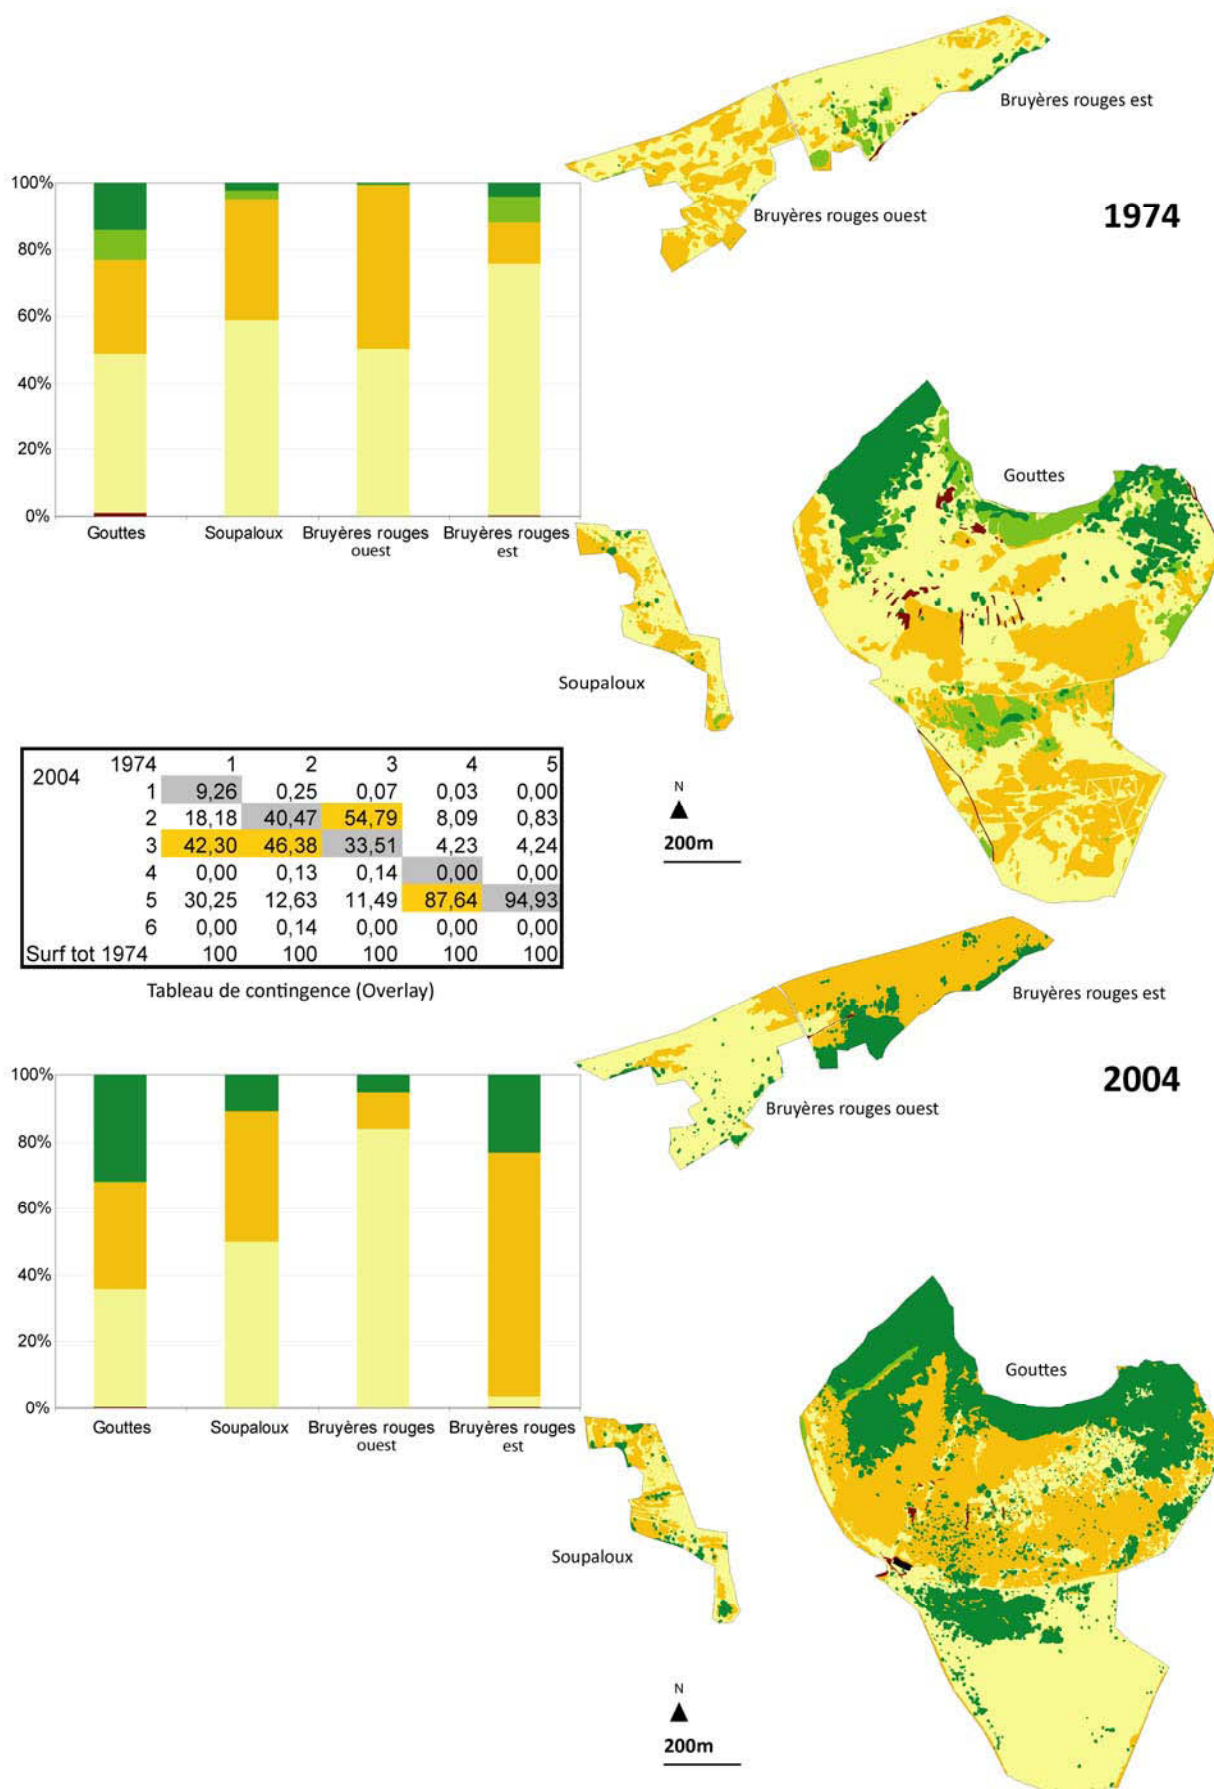 Bruyères rouges est
Bruyères rouges ouest
1974
100%
80%
60%
40%
20%
0%
Gouttes
Soupaloux
Bruyères rouges
ouest
Bruyères rouges
est
Gouttes
Soupaloux
N
200m
2004 1974 1 2 3 4 5
1 9,26 0,25 0,07 0,03 0,00
2 18,18 40,47 54,79 8,09 0,83
3 42,30 46,38 33,51 4,23 4,24
4 0,00 0,13 0,14 0,00 0,00
5 30,25 12,63 11,49 87,64 94,93
6 0,00 0,14 0,00 0,00 0,00
Surf tot 1974 100 100 100 100 100
Tableau de contingence (Overlay)
Bruyères rouges est
Bruyères rouges ouest
2004
100%
80%
60%
40%
20%
0%
Gouttes
Soupaloux
Bruyères rouges
ouest
Bruyères rouges
est
Gouttes
Soupaloux
N
200m